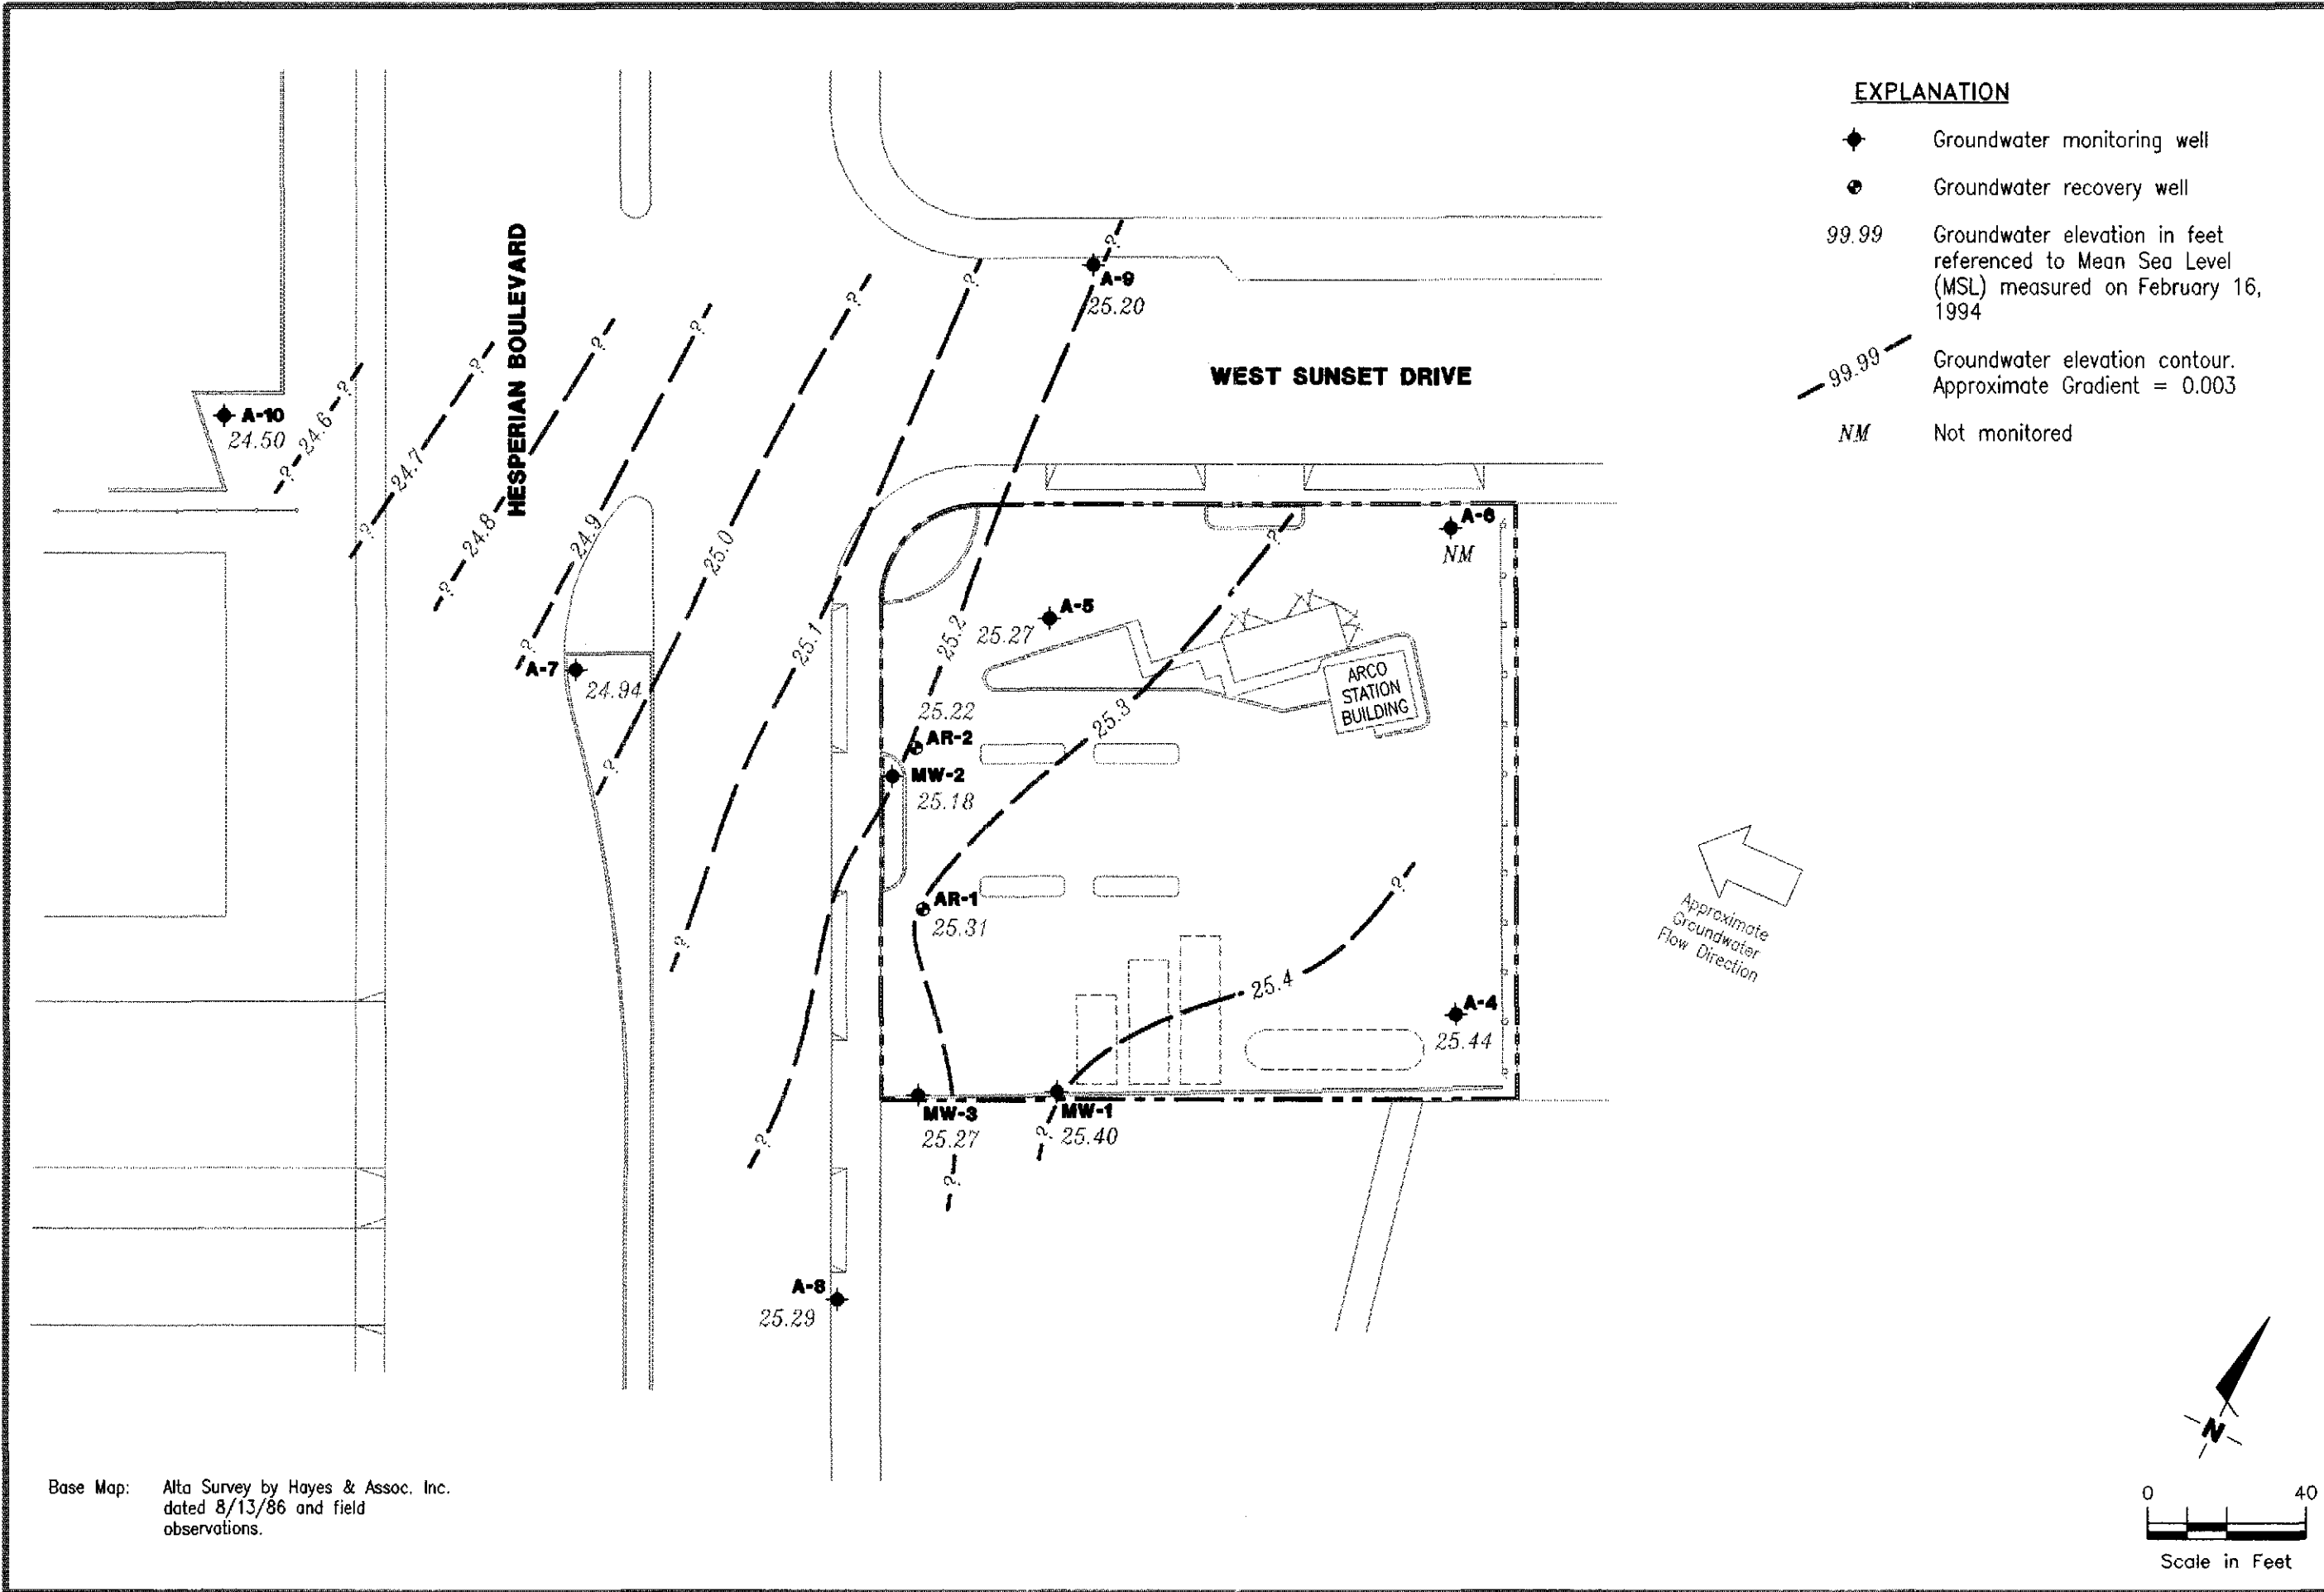 EXPLANATION
Groundwater monitoring well
Groundwater recovery well
99.99
Groundwater elevation in feet
referenced to Mean Sea Level
(MSL) measured on February 16,
1994
99.99
Groundwater elevation contour.
Approximate Gradient = 0.003
NM
Not monitored
HESPERIAN BOULEVARD
WEST SUNSET DRIVE
A-9
25.20
A-10
24.50
? 24.6 ?
? 24.7 ?
? 24.8 ?
? 24.9 ?
? 25.0 ?
? 25.1 ?
? 25.2 ?
? 25.3 ?
? 25.4 ?
A-6
NM
A-5
25.27
A-7
24.94
ARCO
STATION
BUILDING
25.22
AR-2
MW-2
25.18
AR-1
25.31
A-4
25.44
MW-3
25.27
MW-1
25.40
A-8
25.29
Approximate
Groundwater
Flow Direction
N
0 40
Scale in Feet
Base Map: Alta Survey by Hayes & Assoc. Inc.
dated 8/13/86 and field
observations.